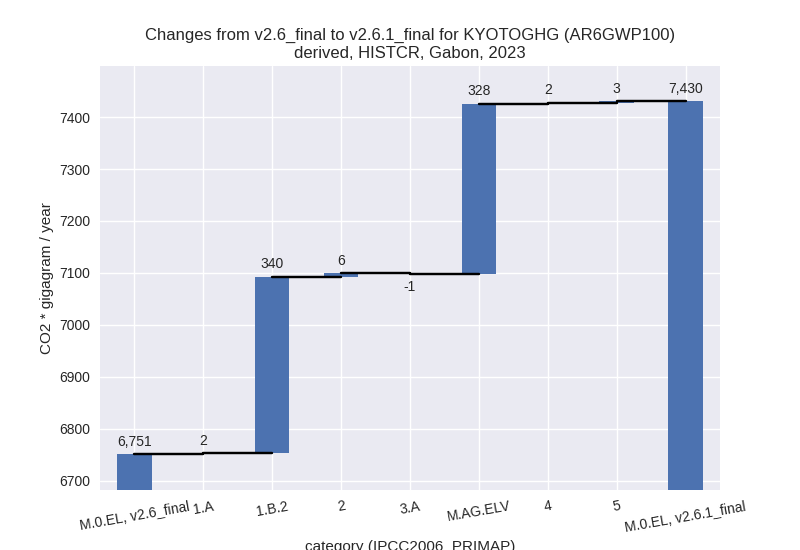 Changes from v2.6_final to v2.6.1_final for KYOTOGHG (AR6GWP100)
derived, HISTCR, Gabon, 2023
CO2 * gigagram / year
7400
7300
7200
7100
7000
6900
6800
6700
6,751
2
340
6
-1
328
2
3
7,430
M.0.EL, v2.6_final
1.A
1.B.2
2
3.A
M.AG.ELV
4
5
M.0.EL, v2.6.1_final
category (IPCC2006_PRIMAP)